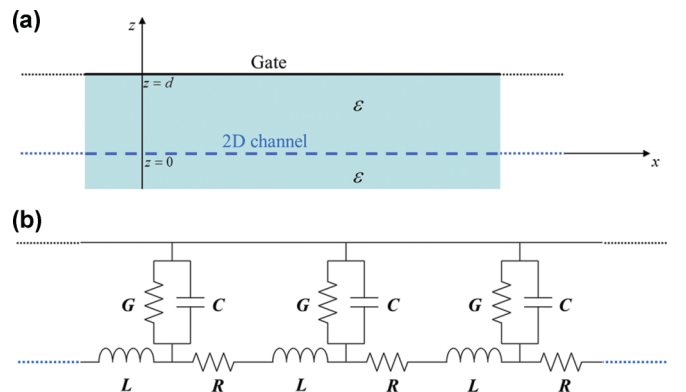 (a)
z
Gate
z = d
ε
2D channel
z = 0
x
ε
(b)
G C G C G C
L R L R L R